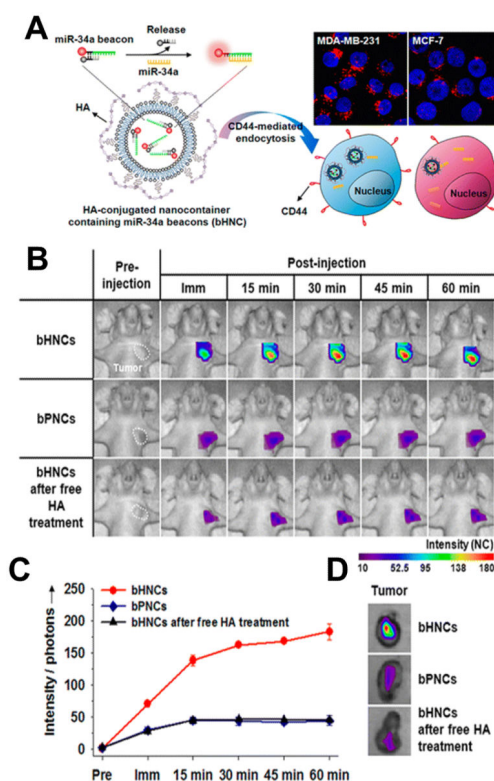 A
miR-34a beacon
Release
miR-34a
HA
HA-conjugated nanocontainer
containing miR-34a beacons (bHNC)
CD44-mediated
endocytosis
MDA-MB-231
MCF-7
Nucleus
Nucleus
CD44
B
Pre-
injection
Post-injection
Imm
15 min
30 min
45 min
60 min
bHNCs
Tumor
bPNCs
bHNCs
after free
HA
treatment
Intensity (NC)
10
52.5
95
138
180
C
Intensity / photons
250
200
150
100
50
0
bHNCs
bPNCs
bHNCs after free HA treatment
Pre
Imm
15 min
30 min
45 min
60 min
D
Tumor
bHNCs
bPNCs
bHNCs
after free HA
treatment